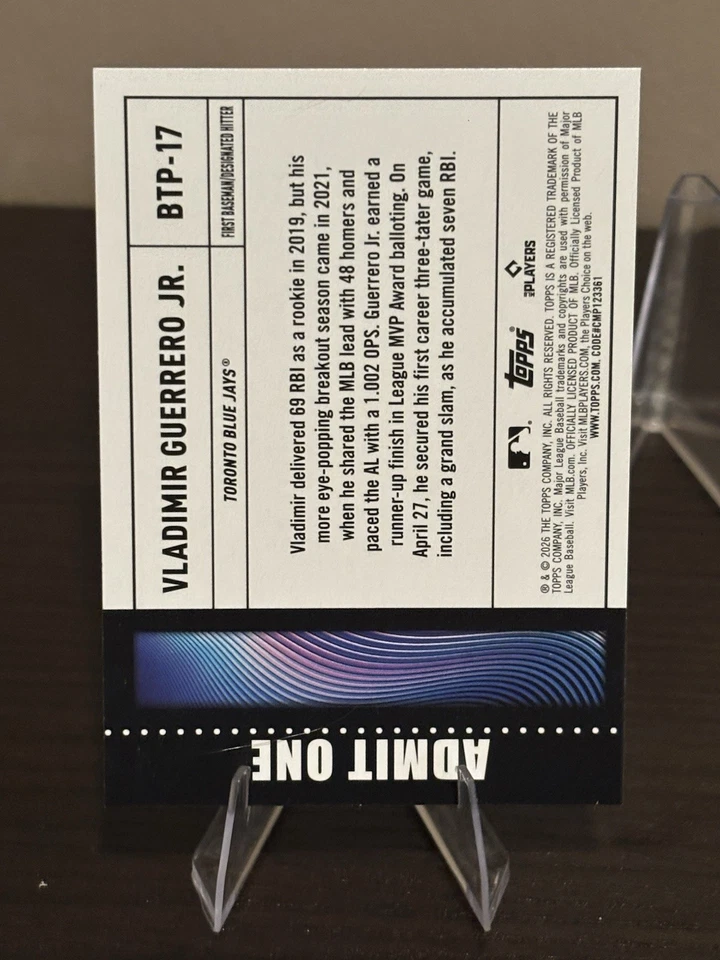 VLADIMIR GUERRERO JR.
BTP-17
TORONTO BLUE JAYS®
FIRST BASEMAN/DESIGNATED HITTER
Vladimir delivered 69 RBI as a rookie in 2019, but his
more eye-popping breakout season came in 2021,
when he shared the MLB lead with 48 homers and
paced the AL with a 1.002 OPS. Guerrero Jr. earned a
runner-up finish in League MVP Award balloting. On
April 27, he secured his first career three-tater game,
including a grand slam, as he accumulated seven RBI.
topps®
PLAYERS
® & © 2026 THE TOPPS COMPANY, INC. ALL RIGHTS RESERVED. TOPPS IS A REGISTERED TRADEMARK OF THE
TOPPS COMPANY, INC. Major League Baseball trademarks and copyrights are used with permission of Major
League Baseball. Visit MLB.com. OFFICIALLY LICENSED PRODUCT OF MLB. Officially Licensed Product of MLB
Players, Inc. Visit MLBPLAYERS.COM, the Players Choice on the web.
WWW.TOPPS.COM. CODE#CMP123361
ADMIT ONE